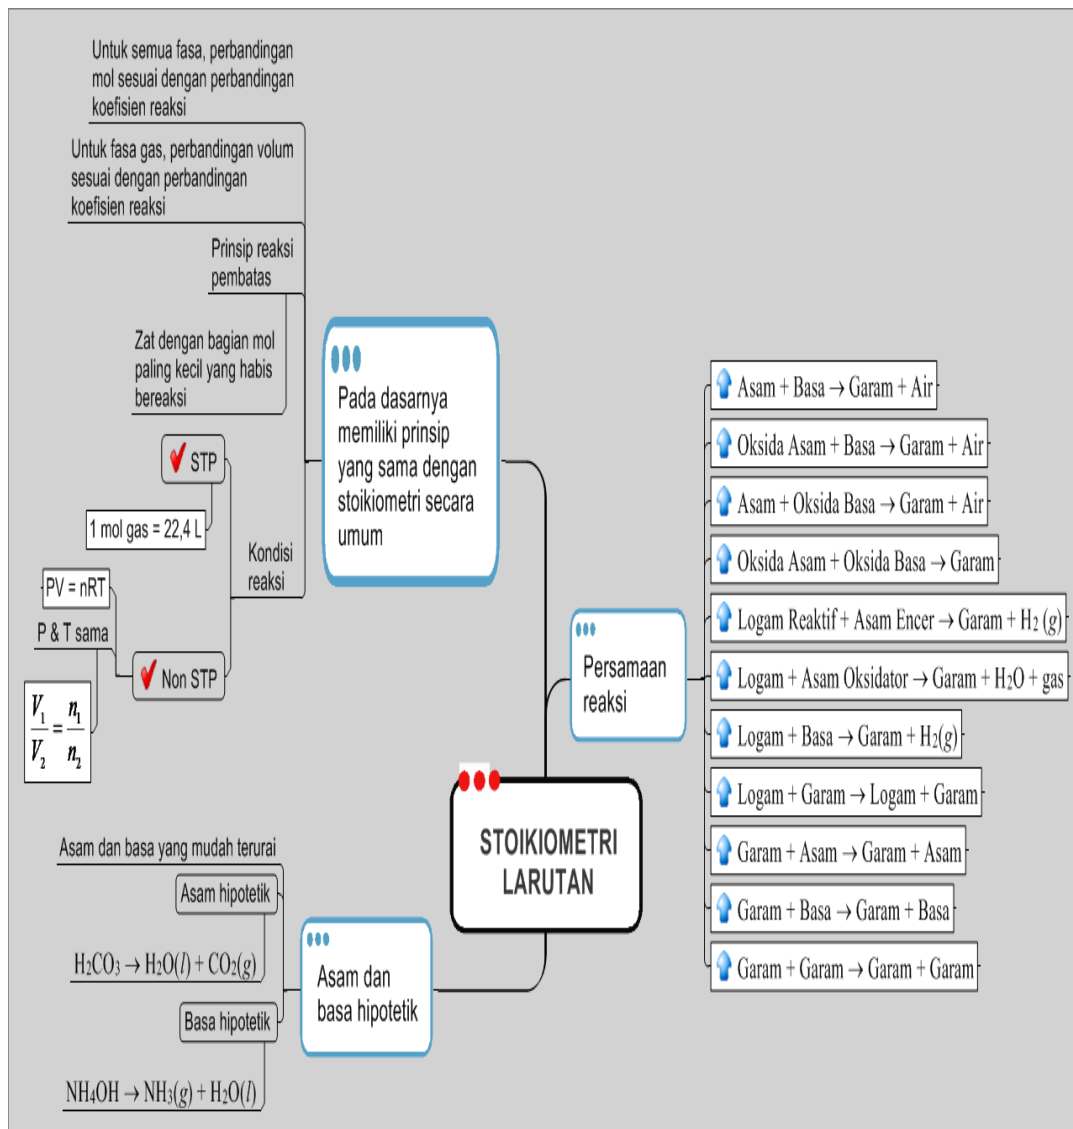 Untuk semua fasa, perbandingan
mol sesuai dengan perbandingan
koefisien reaksi
Untuk fasa gas, perbandingan volum
sesuai dengan perbandingan
koefisien reaksi
Prinsip reaksi
pembatas
Zat dengan bagian mol
paling kecil yang habis
bereaksi
STP
1 mol gas = 22,4 L
Kondisi
reaksi
PV = nRT
P & T sama
Non STP
V₁/V₂ = n₁/n₂
Pada dasarnya
memiliki prinsip
yang sama dengan
stoikiometri secara
umum
Asam + Basa → Garam + Air
Oksida Asam + Basa → Garam + Air
Asam + Oksida Basa → Garam + Air
Oksida Asam + Oksida Basa → Garam
Logam Reaktif + Asam Encer → Garam + H₂ (g)
Logam + Asam Oksidator → Garam + H₂O + gas
Logam + Basa → Garam + H₂(g)
Logam + Garam → Logam + Garam
Garam + Asam → Garam + Asam
Garam + Basa → Garam + Basa
Garam + Garam → Garam + Garam
Persamaan
reaksi
STOIKIOMETRI
LARUTAN
Asam dan basa yang mudah terurai
Asam hipotetik
H₂CO₃ → H₂O(l) + CO₂(g)
Basa hipotetik
NH₄OH → NH₃(g) + H₂O(l)
Asam dan
basa hipotetik